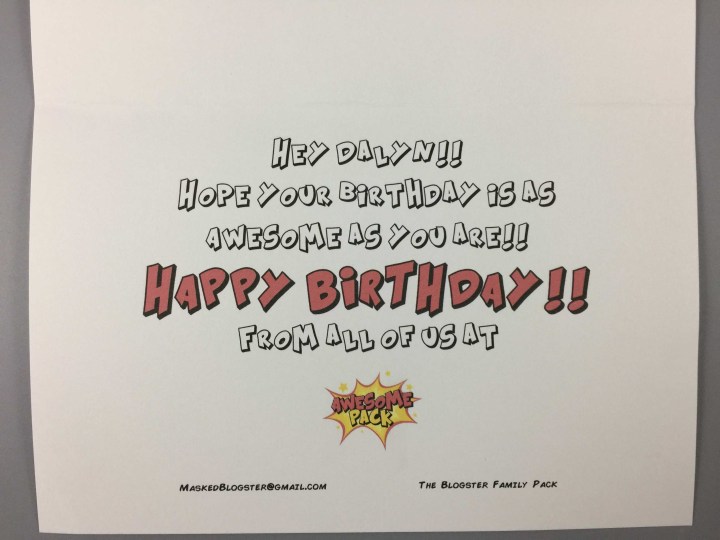 HEY DALYN!!
HOPE YOUR BIRTHDAY IS AS
AWESOME AS YOU ARE!!
HAPPY BIRTHDAY!!
FROM ALL OF US AT
AWESOME
PACK
MASKEDBLOGSTER@GMAIL.COM THE BLOGSTER FAMILY PACK